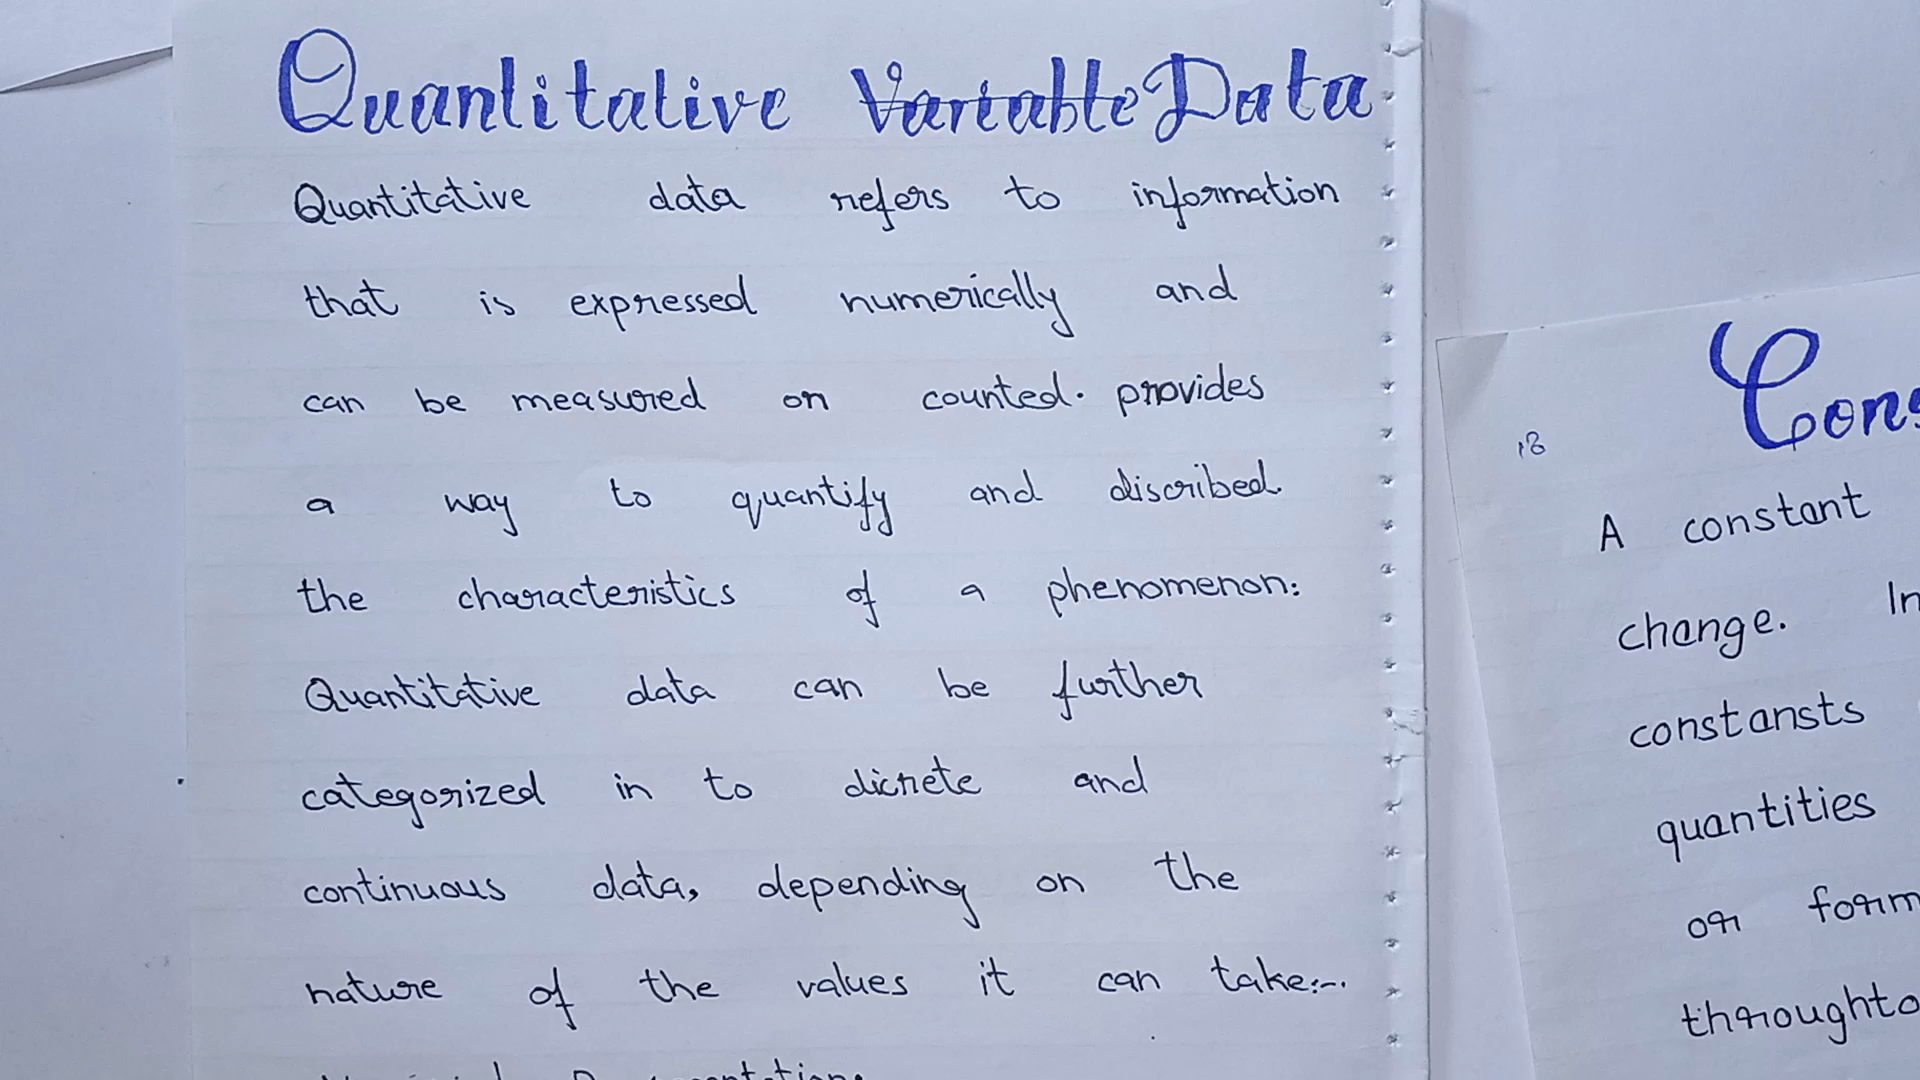 Quantitative Variable Data
Quantitative data refers to information
that is expressed numerically and
can be measured or counted. provides
a way to quantify and discribed.
the characteristics of a phenomenon:
Quantitative data can be further
categorized in to dicrete and
continuous data, depending on the
nature of the values it can take:-.
Cons
18
A constant
change. In
constansts
quantities
or form
throughto